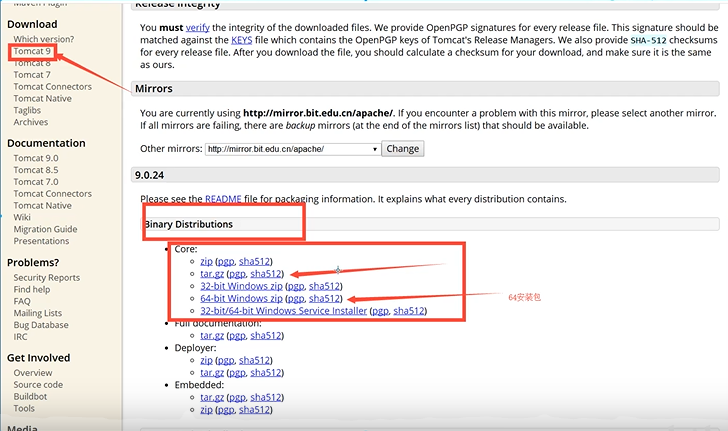 Maven Plugin
Download
Which version?
Tomcat 9
Tomcat 8
Tomcat 7
Tomcat Connectors
Tomcat Native
Taglibs
Archives
Documentation
Tomcat 9.0
Tomcat 8.5
Tomcat 7.0
Tomcat Connectors
Tomcat Native
Wiki
Migration Guide
Presentations
Problems?
Security Reports
Find help
FAQ
Mailing Lists
Bug Database
IRC
Get Involved
Overview
Source code
Buildbot
Tools
Media
Release Integrity
You must verify the integrity of the downloaded files. We provide OpenPGP signatures for every release file. This signature should be
matched against the KEYS file which contains the OpenPGP keys of Tomcat's Release Managers. We also provide SHA-512 checksums
for every release file. After you download the file, you should calculate a checksum for your download, and make sure it is the same
as ours.
Mirrors
You are currently using http://mirror.bit.edu.cn/apache/. If you encounter a problem with this mirror, please select another mirror.
If all mirrors are failing, there are backup mirrors (at the end of the mirrors list) that should be available.
Other mirrors: http://mirror.bit.edu.cn/apache/ Change
9.0.24
Please see the README file for packaging information. It explains what every distribution contains.
Binary Distributions
Core:
zip (pgp, sha512)
tar.gz (pgp, sha512)
32-bit Windows zip (pgp, sha512)
64-bit Windows zip (pgp, sha512)
64安装包
32-bit/64-bit Windows Service Installer (pgp, sha512)
Full documentation:
tar.gz (pgp, sha512)
Deployer:
zip (pgp, sha512)
tar.gz (pgp, sha512)
Embedded:
tar.gz (pgp, sha512)
zip (pgp, sha512)